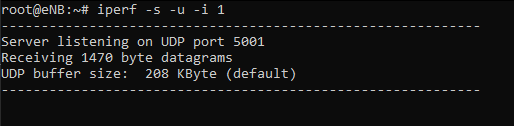 root@eNB:~# iperf -s -u -i 1
------------------------------------------------------------
Server listening on UDP port 5001
Receiving 1470 byte datagrams
UDP buffer size:  208 KByte (default)
------------------------------------------------------------